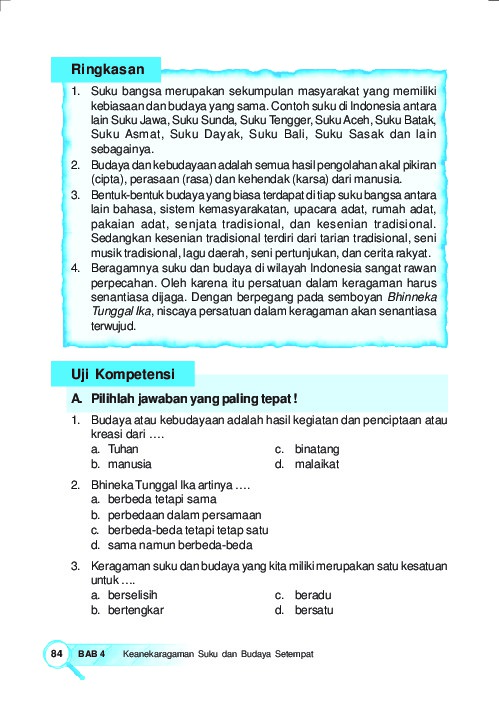 Ringkasan
1. Suku bangsa merupakan sekumpulan masyarakat yang memiliki
kebiasaan dan budaya yang sama. Contoh suku di Indonesia antara
lain Suku Jawa, Suku Sunda, Suku Tengger, Suku Aceh, Suku Batak,
Suku Asmat, Suku Dayak, Suku Bali, Suku Sasak dan lain
sebagainya.
2. Budaya dan kebudayaan adalah semua hasil pengolahan akal pikiran
(cipta), perasaan (rasa) dan kehendak (karsa) dari manusia.
3. Bentuk-bentuk budaya yang biasa terdapat di tiap suku bangsa antara
lain bahasa, sistem kemasyarakatan, upacara adat, rumah adat,
pakaian adat, senjata tradisional, dan kesenian tradisional.
Sedangkan kesenian tradisional terdiri dari tarian tradisional, seni
musik tradisional, lagu daerah, seni pertunjukan, dan cerita rakyat.
4. Beragamnya suku dan budaya di wilayah Indonesia sangat rawan
perpecahan. Oleh karena itu persatuan dalam keragaman harus
senantiasa dijaga. Dengan berpegang pada semboyan Bhinneka
Tunggal Ika, niscaya persatuan dalam keragaman akan senantiasa
terwujud.
Uji Kompetensi
A. Pilihlah jawaban yang paling tepat !
1. Budaya atau kebudayaan adalah hasil kegiatan dan penciptaan atau
kreasi dari ….
a. Tuhan c. binatang
b. manusia d. malaikat
2. Bhineka Tunggal Ika artinya ….
a. berbeda tetapi sama
b. perbedaan dalam persamaan
c. berbeda-beda tetapi tetap satu
d. sama namun berbeda-beda
3. Keragaman suku dan budaya yang kita miliki merupakan satu kesatuan
untuk ….
a. berselisih c. beradu
b. bertengkar d. bersatu
84 BAB 4 Keanekaragaman Suku dan Budaya Setempat